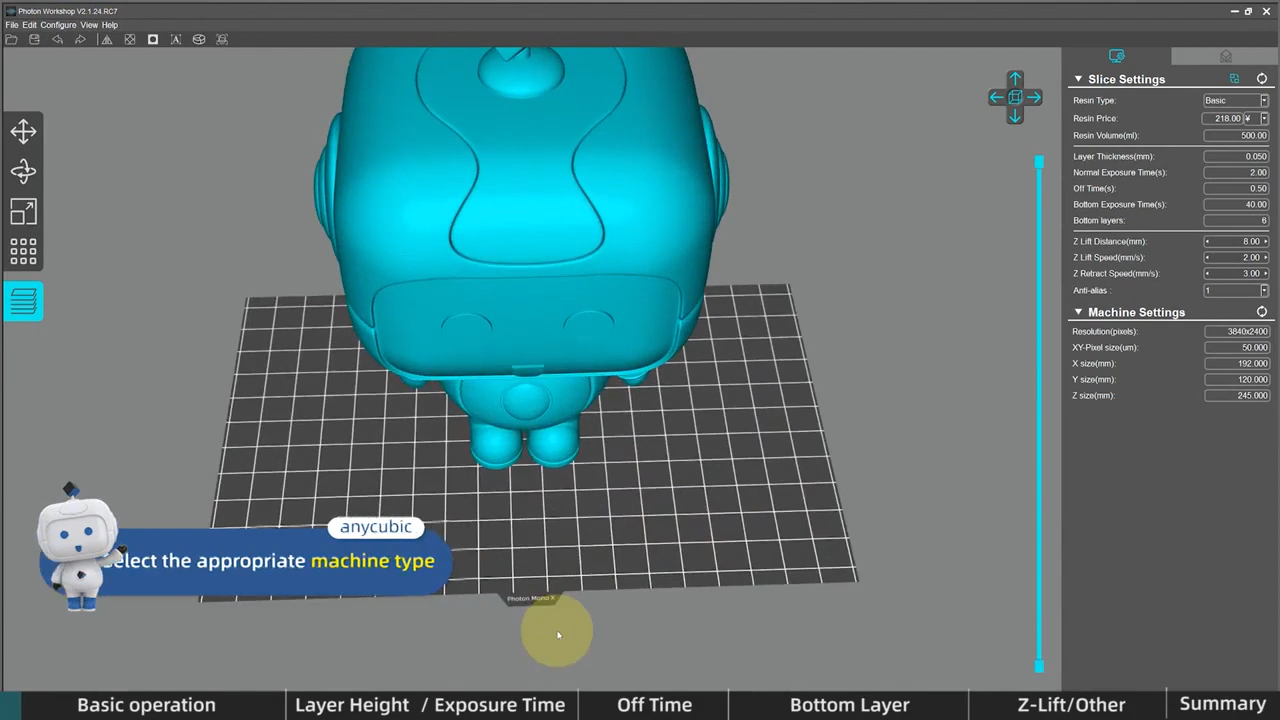 Photon Workshop V2.1.24.RC7
File Edit Configure View Help
Slice Settings
Resin Type: Basic
Resin Price: 218.00 ¥
Resin Volume(ml): 500.00
Layer Thickness(mm): 0.050
Normal Exposure Time(s): 2.00
Off Time(s): 0.50
Bottom Exposure Time(s): 40.00
Bottom layers: 6
Z Lift Distance(mm): 8.00
Z Lift Speed(mm/s): 2.00
Z Retract Speed(mm/s): 3.00
Anti-alias : 1
Machine Settings
Resolution(pixels): 3840x2400
XY-Pixel size(um): 50.000
X size(mm): 192.000
Y size(mm): 120.000
Z size(mm): 245.000
anycubic
Select the appropriate machine type
Photon Mono X
Basic operation
Layer Height / Exposure Time
Off Time
Bottom Layer
Z-Lift/Other
Summary